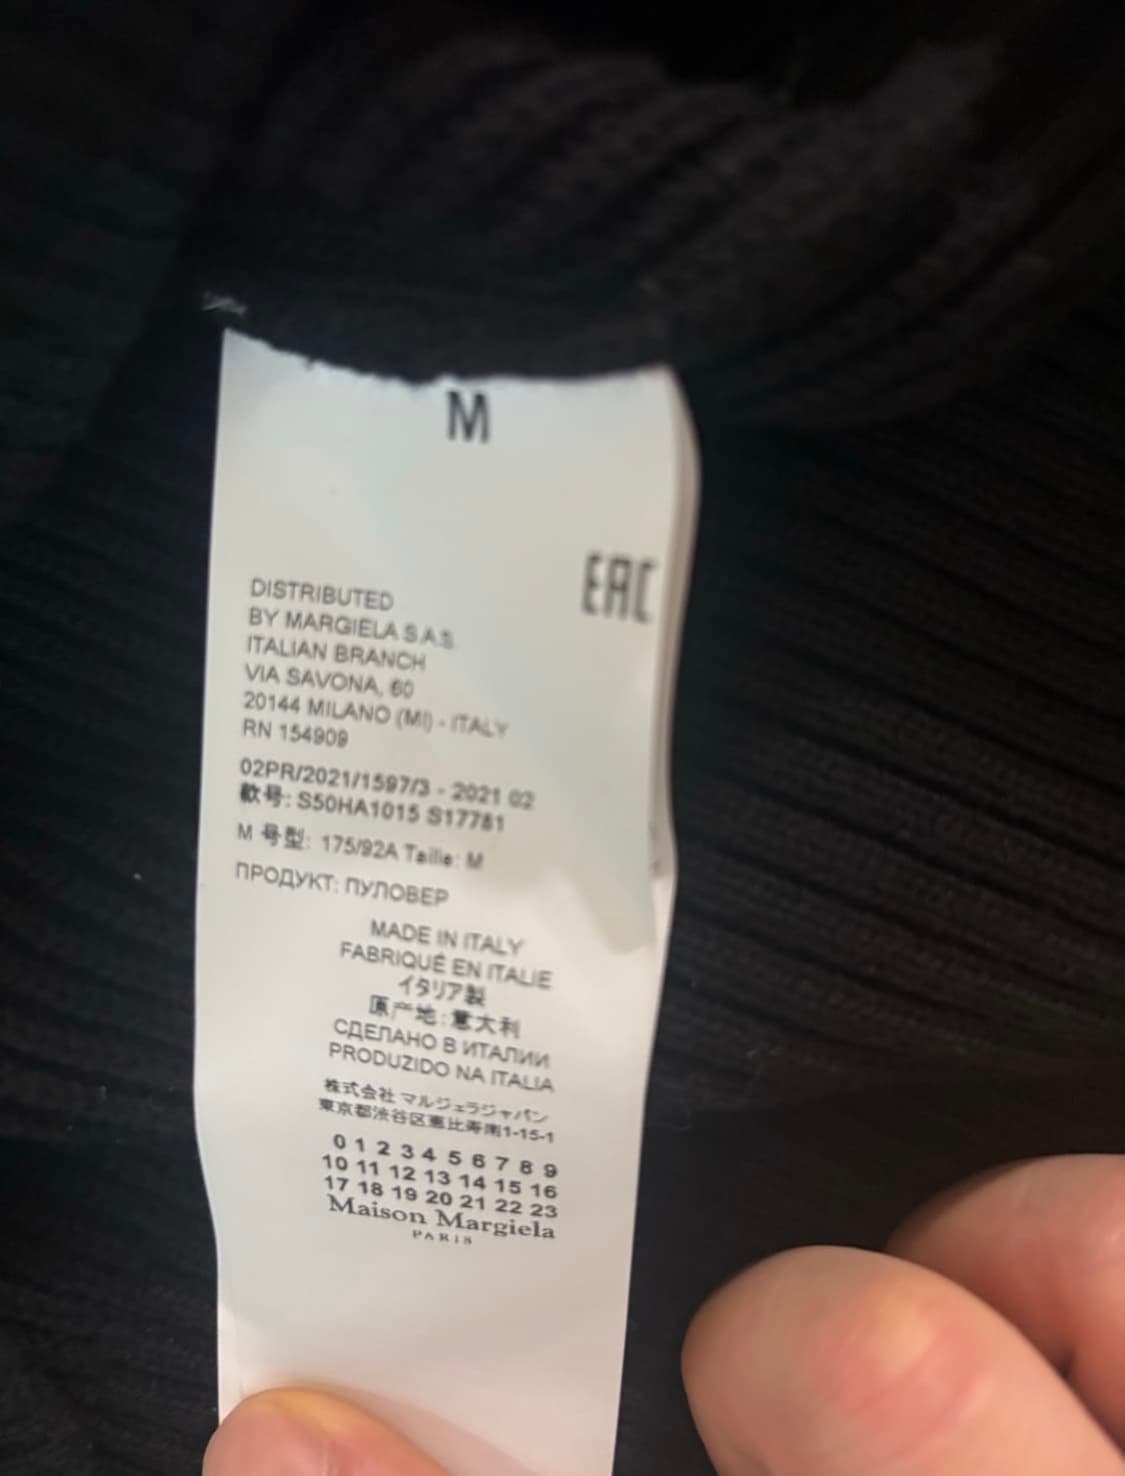 M
EAC
DISTRIBUTED
BY MARGIELA S.A.S.
ITALIAN BRANCH
VIA SAVONA, 60
20144 MILANO (MI) - ITALY
RN 154909
02PR/2021/1597/3 - 2021 02
款号: S50HA1015 S17781
M 号型: 175/92A Taille: M
ПРОДУКТ: ПУЛОВЕР
MADE IN ITALY
FABRIQUÉ EN ITALIE
イタリア製
原产地:意大利
СДЕЛАНО В ИТАЛИИ
PRODUZIDO NA ITALIA
株式会社 マルジェラジャパン
東京都渋谷区恵比寿南1-15-1
0 1 2 3 4 5 6 7 8 9
10 11 12 13 14 15 16
17 18 19 20 21 22 23
Maison Margiela
PARIS